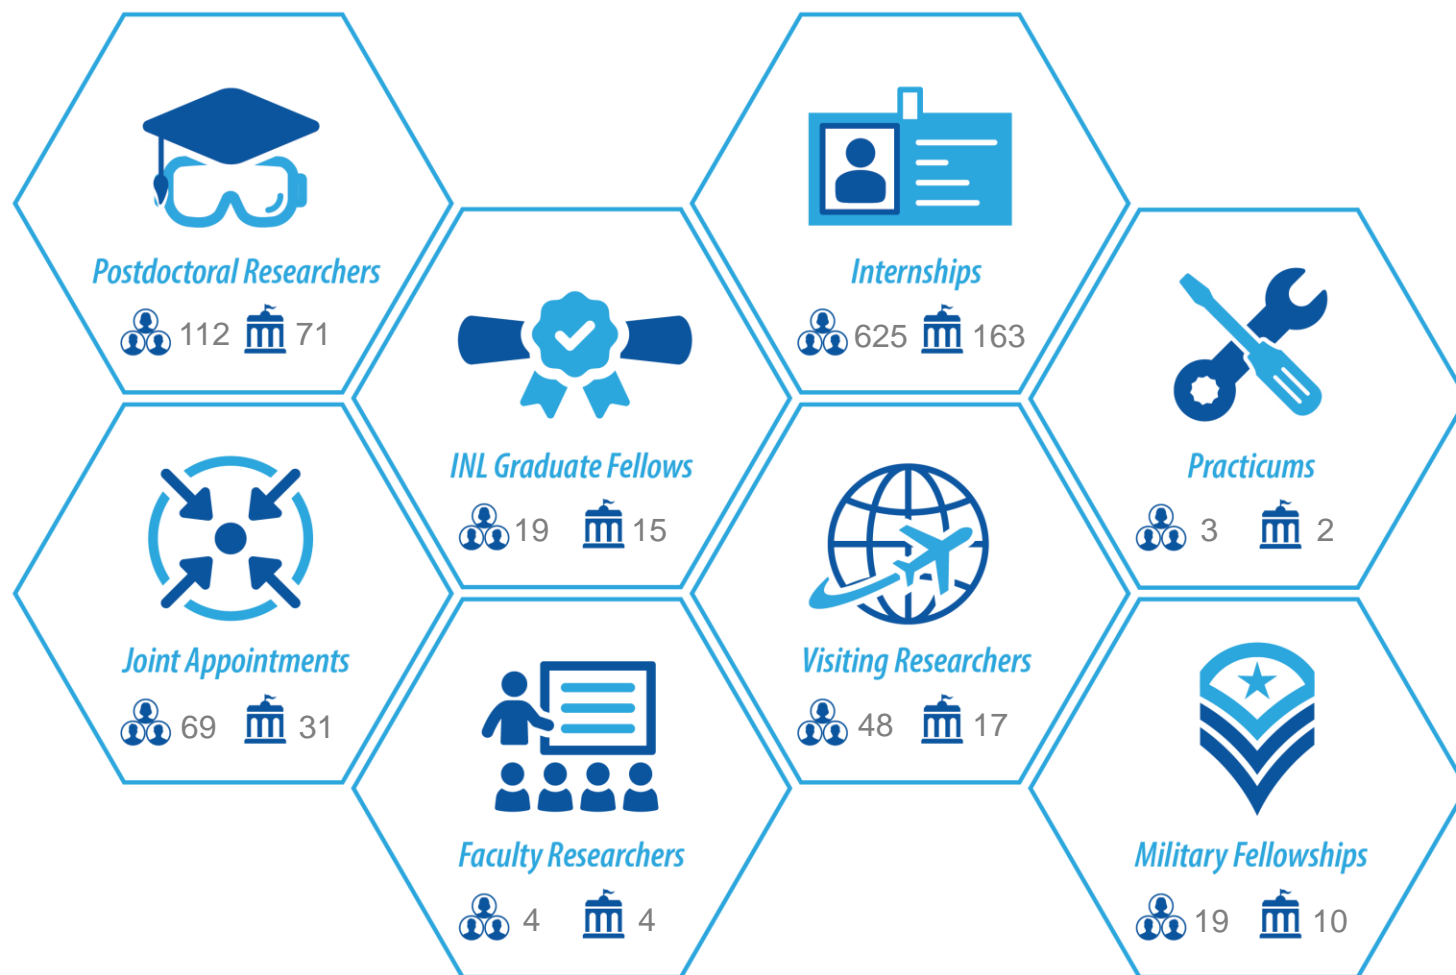 Postdoctoral Researchers
112 71
Internships
625 163
INL Graduate Fellows
19 15
Practicums
3 2
Joint Appointments
69 31
Visiting Researchers
48 17
Faculty Researchers
4 4
Military Fellowships
19 10